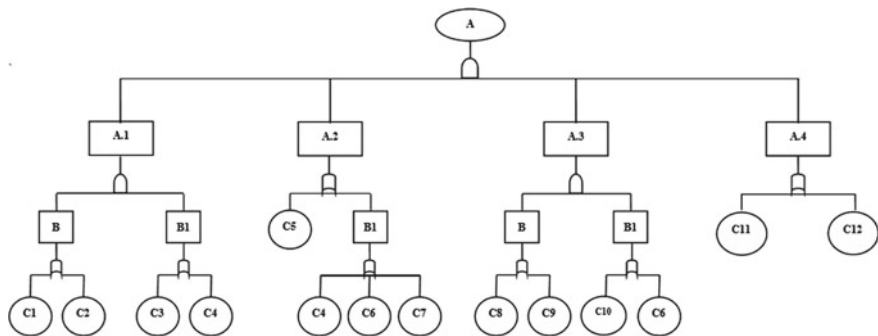 A
A.1 A.2 A.3 A.4
C5 C11 C12
B B1 B1 B B1
C1 C2 C3 C4 C4 C6 C7 C8 C9 C10 C6